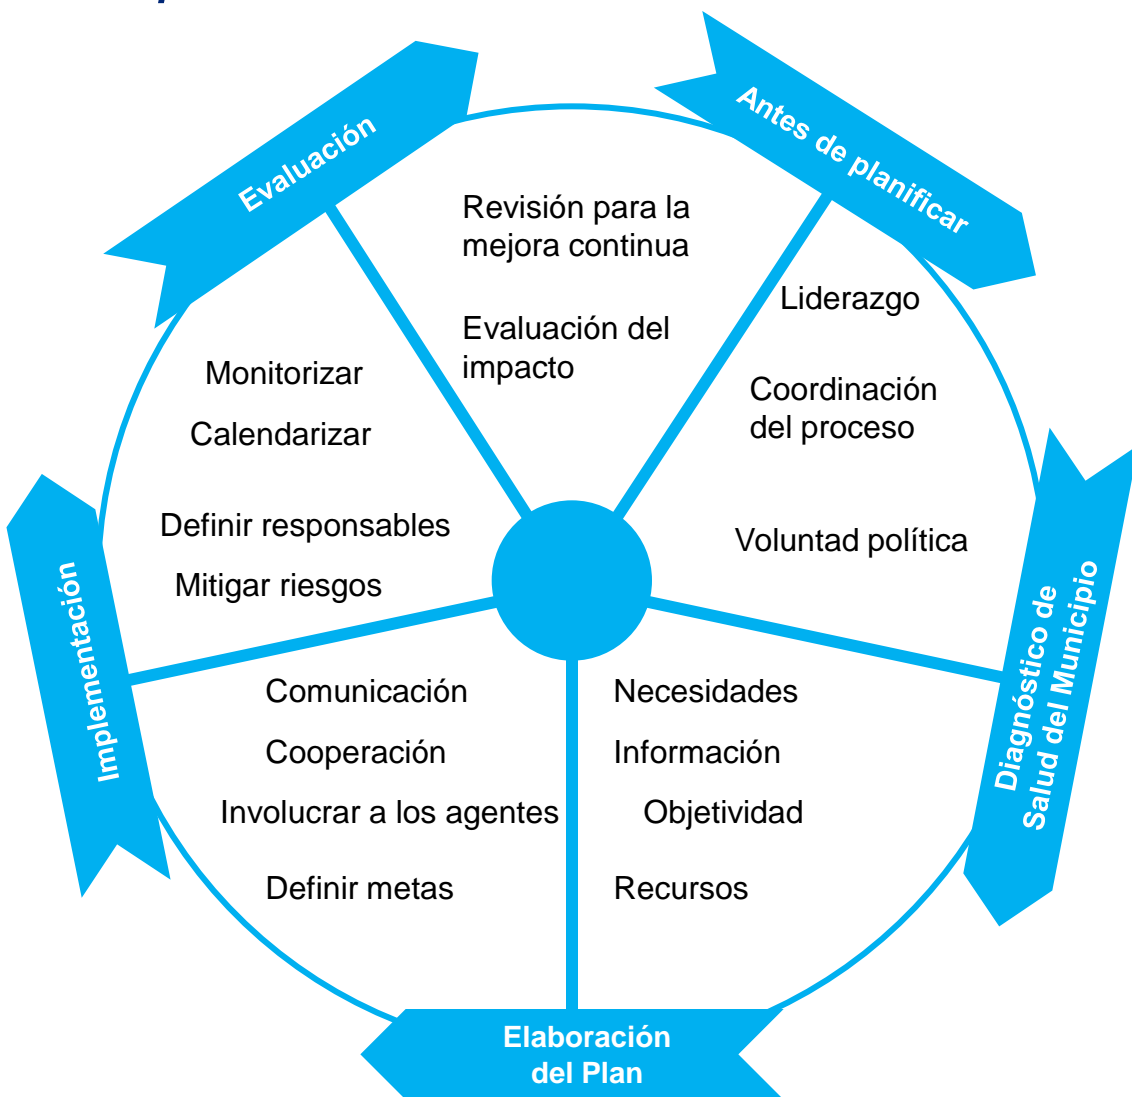 Evaluación
Antes de planificar
Revisión para la
mejora continua
Evaluación del
impacto
Liderazgo
Coordinación
del proceso
Voluntad política
Diagnóstico de
Salud del Municipio
Necesidades
Información
Objetividad
Recursos
Elaboración
del Plan
Comunicación
Cooperación
Involucrar a los agentes
Definir metas
Implementación
Monitorizar
Calendarizar
Definir responsables
Mitigar riesgos